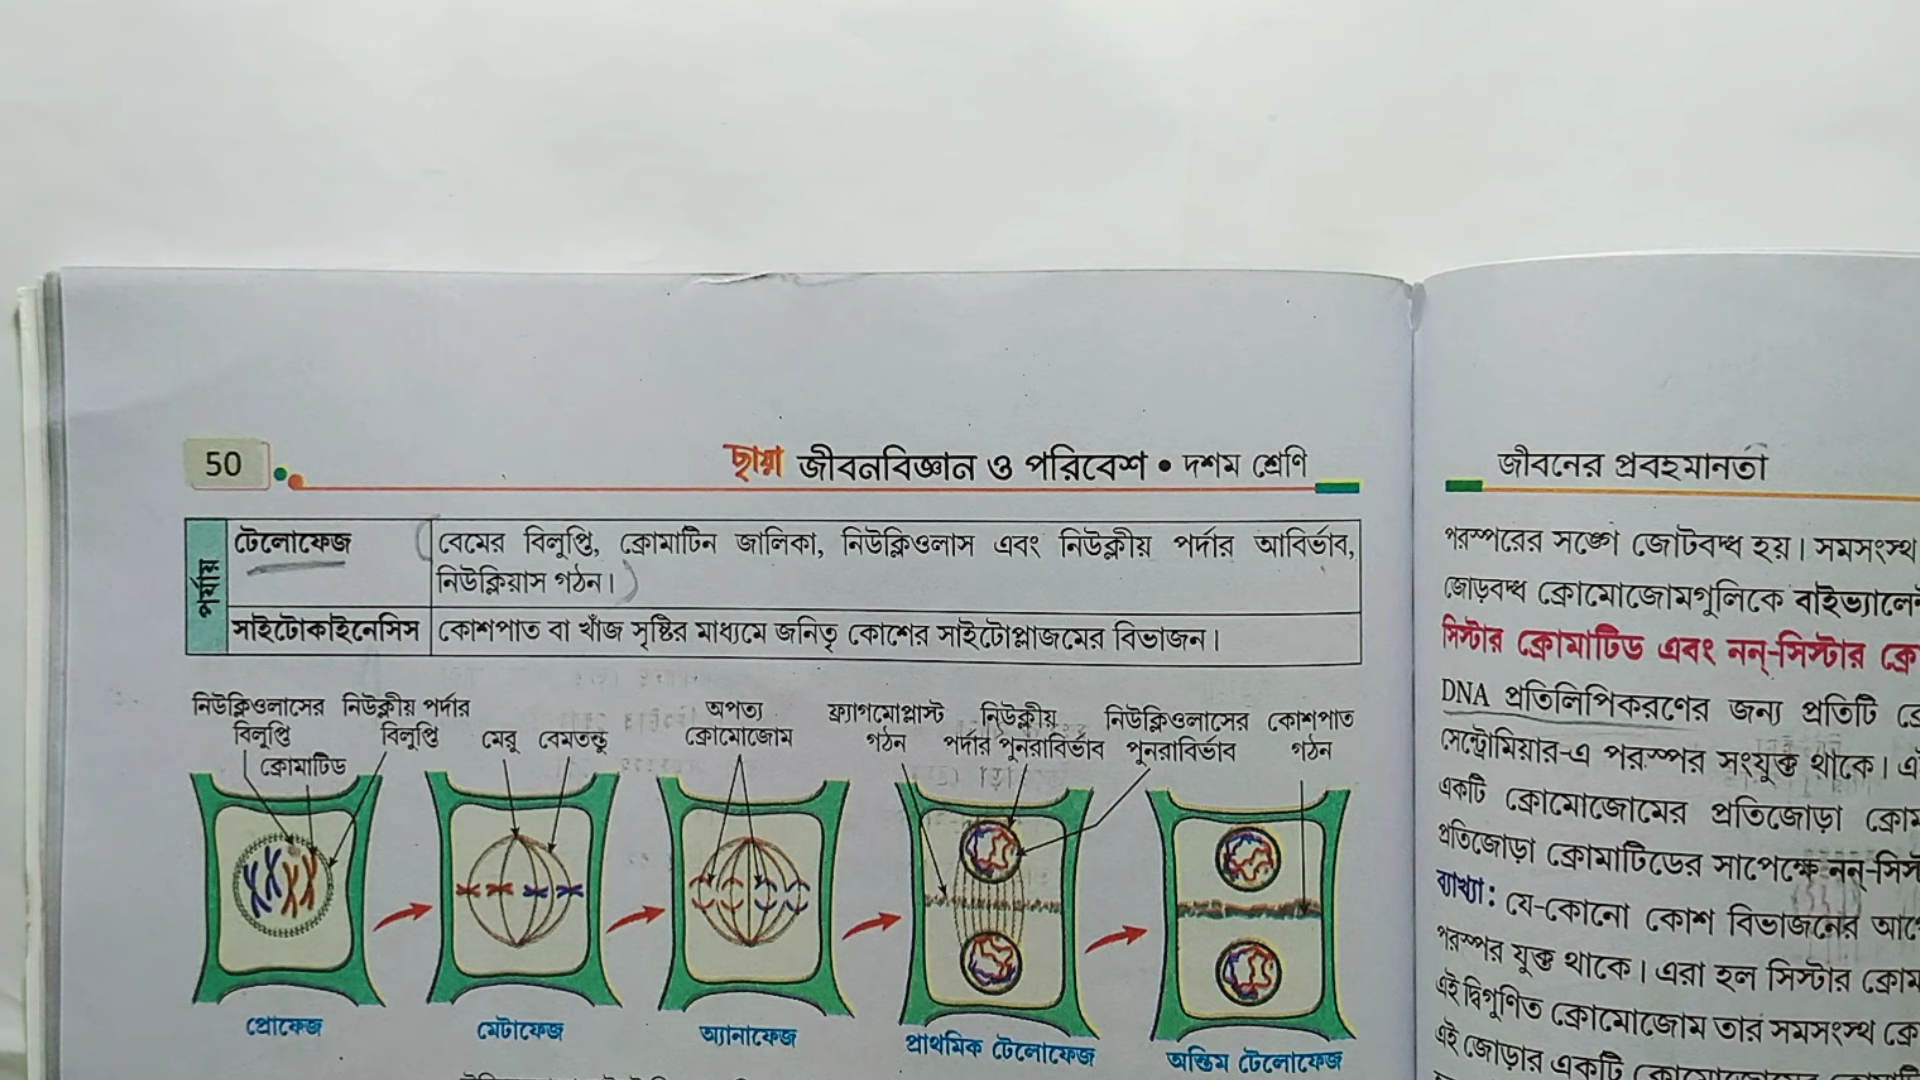 50
ছায়া জীবনবিজ্ঞান ও পরিবেশ • দশম শ্রেণি
পর্যায়
টেলোফেজ
বেমের বিলুপ্তি, ক্রোমাটিন জালিকা, নিউক্লিওলাস এবং নিউক্লীয় পর্দার আবির্ভাব,
নিউক্লিয়াস গঠন।
সাইটোকাইনেসিস
কোশপাত বা খাঁজ সৃষ্টির মাধ্যমে জনিতৃ কোশের সাইটোপ্লাজমের বিভাজন।
নিউক্লিওলাসের
বিলুপ্তি
নিউক্লীয় পর্দার
বিলুপ্তি
ক্রোমাটিড
মেরু
বেমতন্তু
অপত্য
ক্রোমোজোম
ফ্র্যাগমোপ্লাস্ট
গঠন
নিউক্লীয়
পর্দার পুনরাবির্ভাব
নিউক্লিওলাসের
পুনরাবির্ভাব
কোশপাত
গঠন
প্রোফেজ
মেটাফেজ
অ্যানাফেজ
প্রাথমিক টেলোফেজ
অন্তিম টেলোফেজ
জীবনের প্রবহমানতা
পরস্পরের সঙ্গে জোটবদ্ধ হয়। সমসংস্থ
জোড়বদ্ধ ক্রোমোজোমগুলিকে
সিস্টার ক্রোমাটিড এবং নন্-সিস্টার
DNA প্রতিলিপিকরণের জন্য প্রতিটি
সেন্ট্রোমিয়ার-এ পরস্পর সংযুক্ত থাকে।
একটি ক্রোমোজোমের প্রতিজোড়া
প্রতিজোড়া ক্রোমাটিডের সাপেক্ষে
ব্যাখ্যা: যে-কোনো কোশ বিভাজনের
পরস্পর যুক্ত থাকে। এরা হল সিস্টার
এই দ্বিগুণিত ক্রোমোজোম তার সমসংস্থ
এই জোড়ার একটি